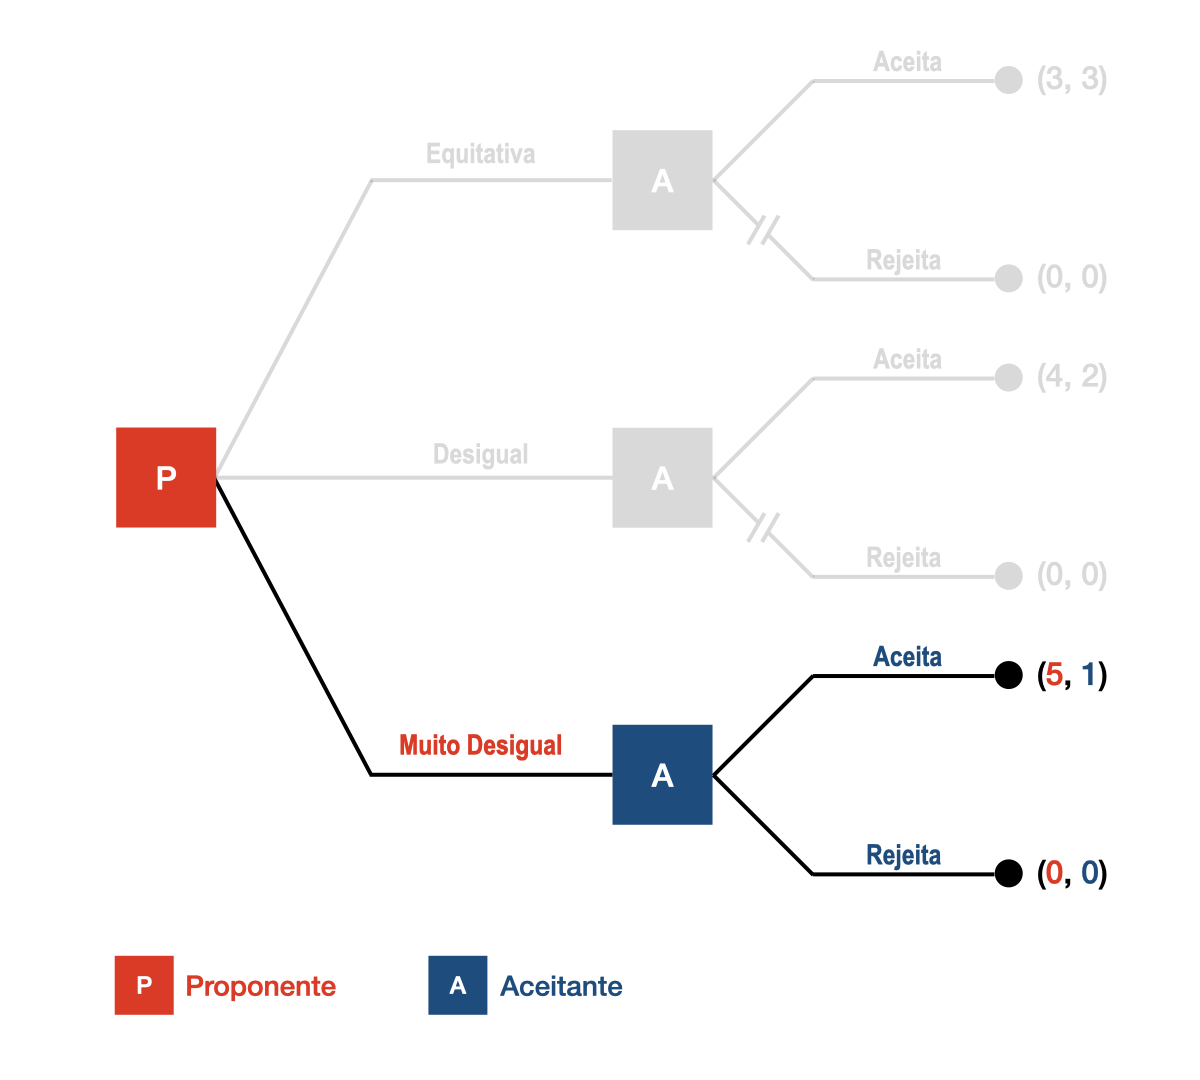 Aceita
(3, 3)
Equitativa
A
Rejeita
(0, 0)
Aceita
(4, 2)
Desigual
P
A
Rejeita
(0, 0)
Aceita
(5, 1)
Muito Desigual
A
Rejeita
(0, 0)
P Proponente
A Aceitante